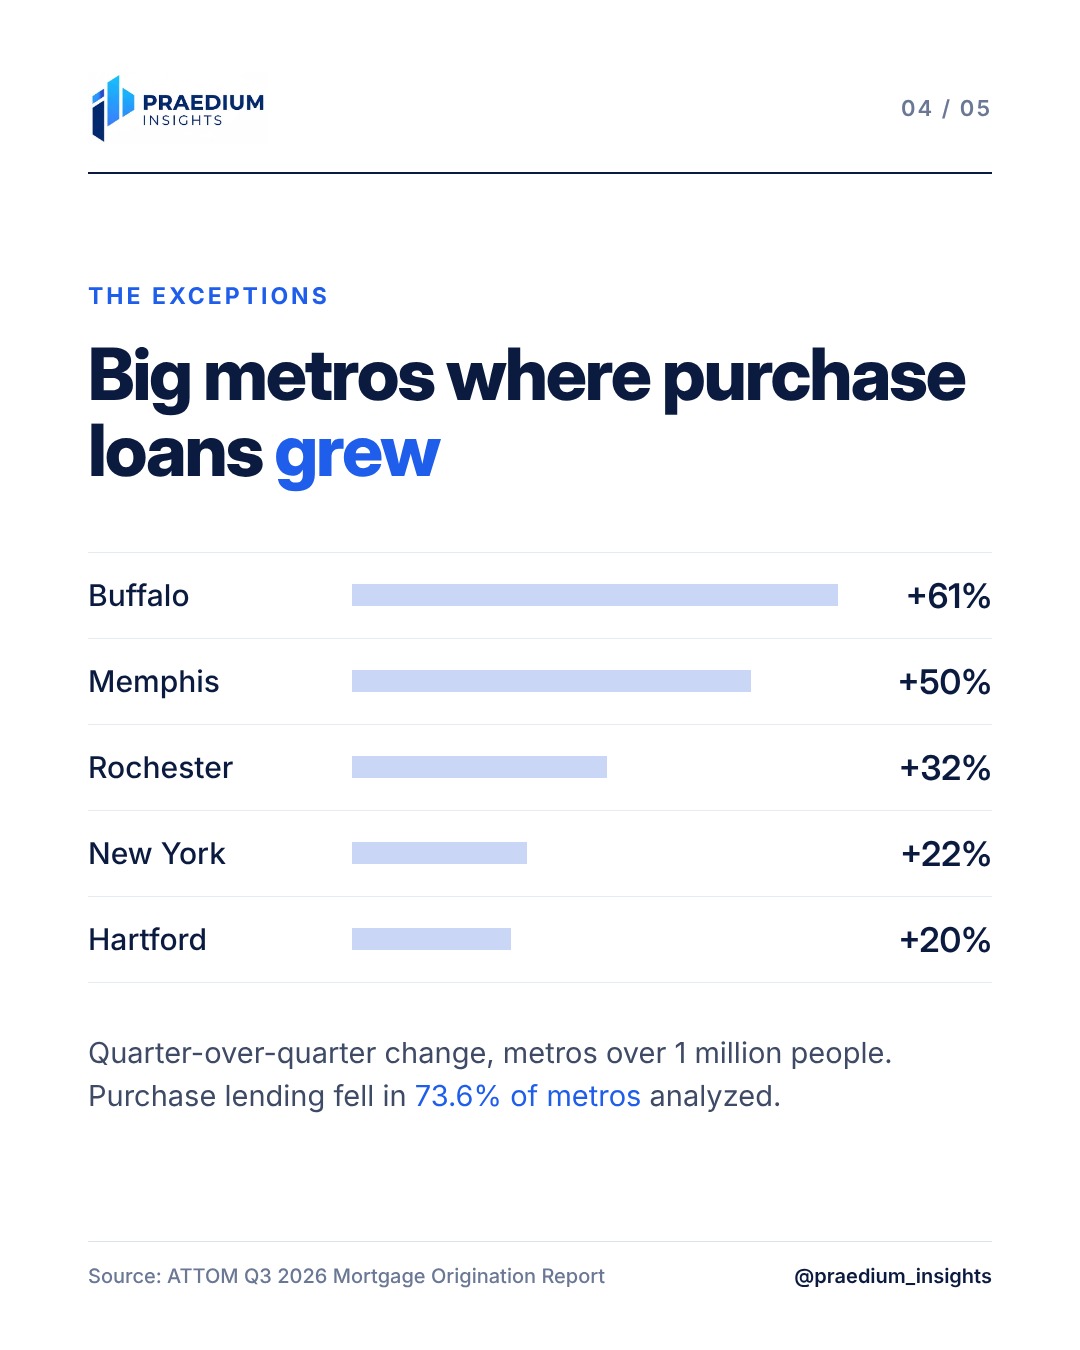 PRAEDIUM
INSIGHTS
04 / 05
THE EXCEPTIONS
Big metros where purchase
loans grew
Buffalo +61%
Memphis +50%
Rochester +32%
New York +22%
Hartford +20%
Quarter-over-quarter change, metros over 1 million people.
Purchase lending fell in 73.6% of metros analyzed.
Source: ATTOM Q3 2026 Mortgage Origination Report @praedium_insights